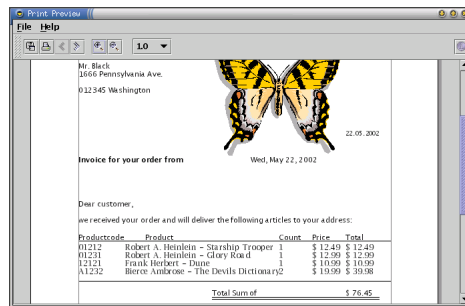 Print Preview
File Help
1.0
Mr. Black
1666 Pennsylvania Ave.
012345 Washington
22.05.2002
Invoice for your order from Wed, May 22, 2002
Dear customer,
we received your order and will deliver the following articles to your address:
Productcode Product Count Price Total
01212 Robert A. Heinlein - Starship Trooper 1 $ 12.49 $ 12.49
01231 Robert A. Heinlein - Glory Road 1 $ 12.99 $ 12.99
12121 Frank Herbert - Dune 1 $ 10.99 $ 10.99
A1232 Bierce Ambrose - The Devils Dictionary2 $ 19.99 $ 39.98
Total Sum of $ 76.45